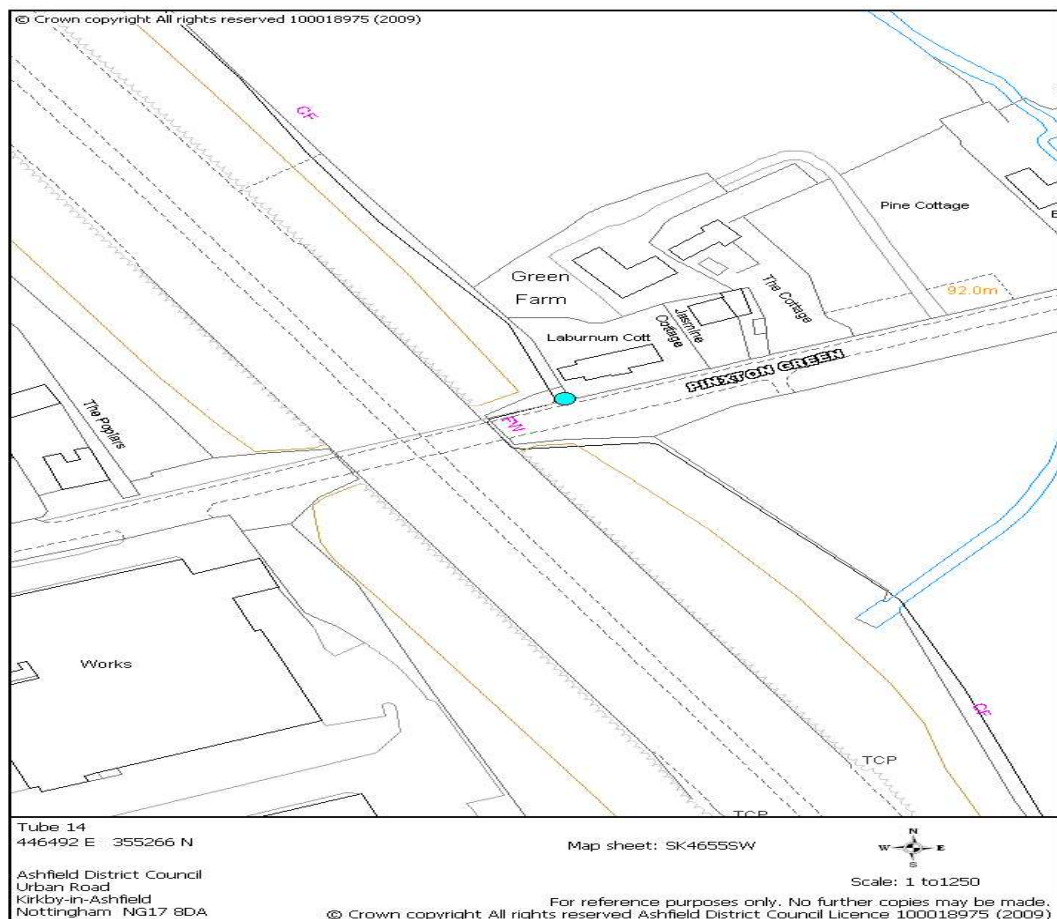 © Crown copyright All rights reserved 100018975 (2009)
CF
Pine Cottage
Green
Farm
92.0m
The Cottage
Jasmine
Cottage
Laburnum Cott
PINXTON GREEN
FW
The Poplars
Works
CF
TCP
TCP
Tube 14
446492 E 355266 N
Map sheet: SK4655SW
N
W E
S
Ashfield District Council
Urban Road
Kirkby-in-Ashfield
Nottingham NG17 8DA
Scale: 1 to1250
For reference purposes only. No further copies may be made.
© Crown copyright All rights reserved Ashfield District Council Licence 100018975 (2009)